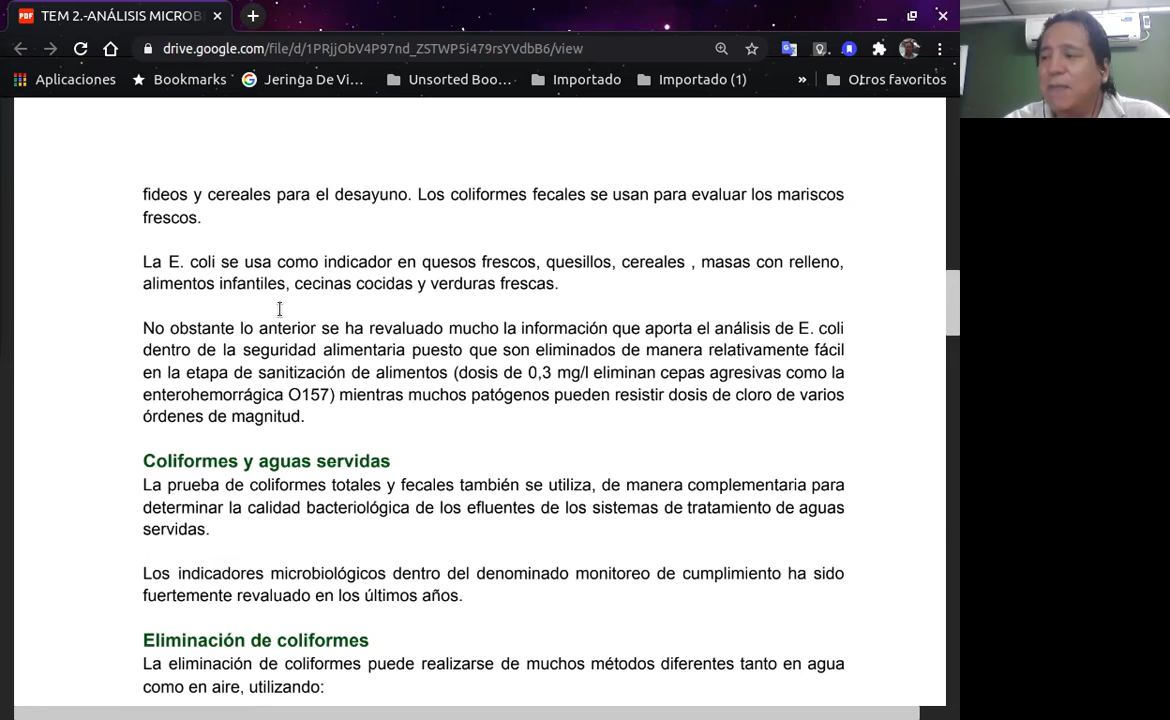 TEM 2.-ANÁLISIS MICROB
drive.google.com/file/d/1PRjjObV4P97nd_ZSTWPSi479rsYVdbB6/view
Aplicaciones
Bookmarks
Jeringa De Vi...
Unsorted Boo...
Importado
Importado (1)
»
Otros favoritos
fideos y cereales para el desayuno. Los coliformes fecales se usan para evaluar los mariscos
frescos.
La E. coli se usa como indicador en quesos frescos, quesillos, cereales , masas con relleno,
alimentos infantiles, cecinas cocidas y verduras frescas.
No obstante lo anterior se ha revaluado mucho la información que aporta el análisis de E. coli
dentro de la seguridad alimentaria puesto que son eliminados de manera relativamente fácil
en la etapa de sanitización de alimentos (dosis de 0,3 mg/l eliminan cepas agresivas como la
enterohemorrágica O157) mientras muchos patógenos pueden resistir dosis de cloro de varios
órdenes de magnitud.
Coliformes y aguas servidas
La prueba de coliformes totales y fecales también se utiliza, de manera complementaria para
determinar la calidad bacteriológica de los efluentes de los sistemas de tratamiento de aguas
servidas.
Los indicadores microbiológicos dentro del denominado monitoreo de cumplimiento ha sido
fuertemente revaluado en los últimos años.
Eliminación de coliformes
La eliminación de coliformes puede realizarse de muchos métodos diferentes tanto en agua
como en aire, utilizando: